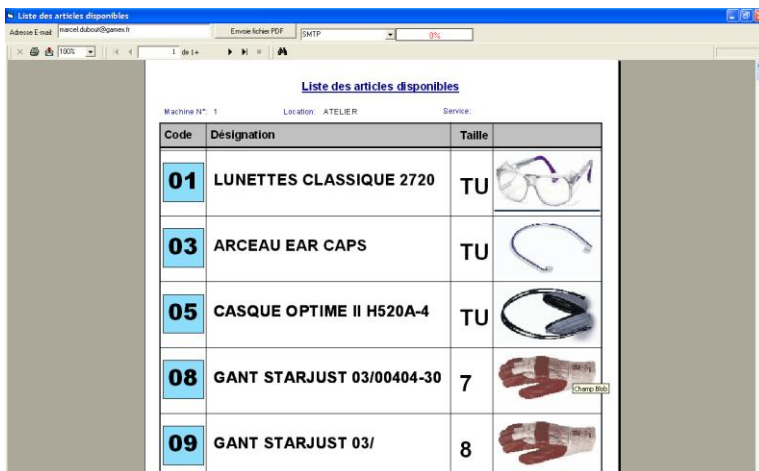 Liste des articles disponibles
Adresse E-mail: marcel.dubout@gamex.fr Envoie fichier PDF SMTP 0%
100% 1 de 1+
Liste des articles disponibles
Machine N°: 1 Location: ATELIER Service:
Code Désignation Taille
01 LUNETTES CLASSIQUE 2720 TU
03 ARCEAU EAR CAPS TU
05 CASQUE OPTIME II H520A-4 TU
08 GANT STARJUST 03/00404-30 7
Champ Blob
09 GANT STARJUST 03/ 8